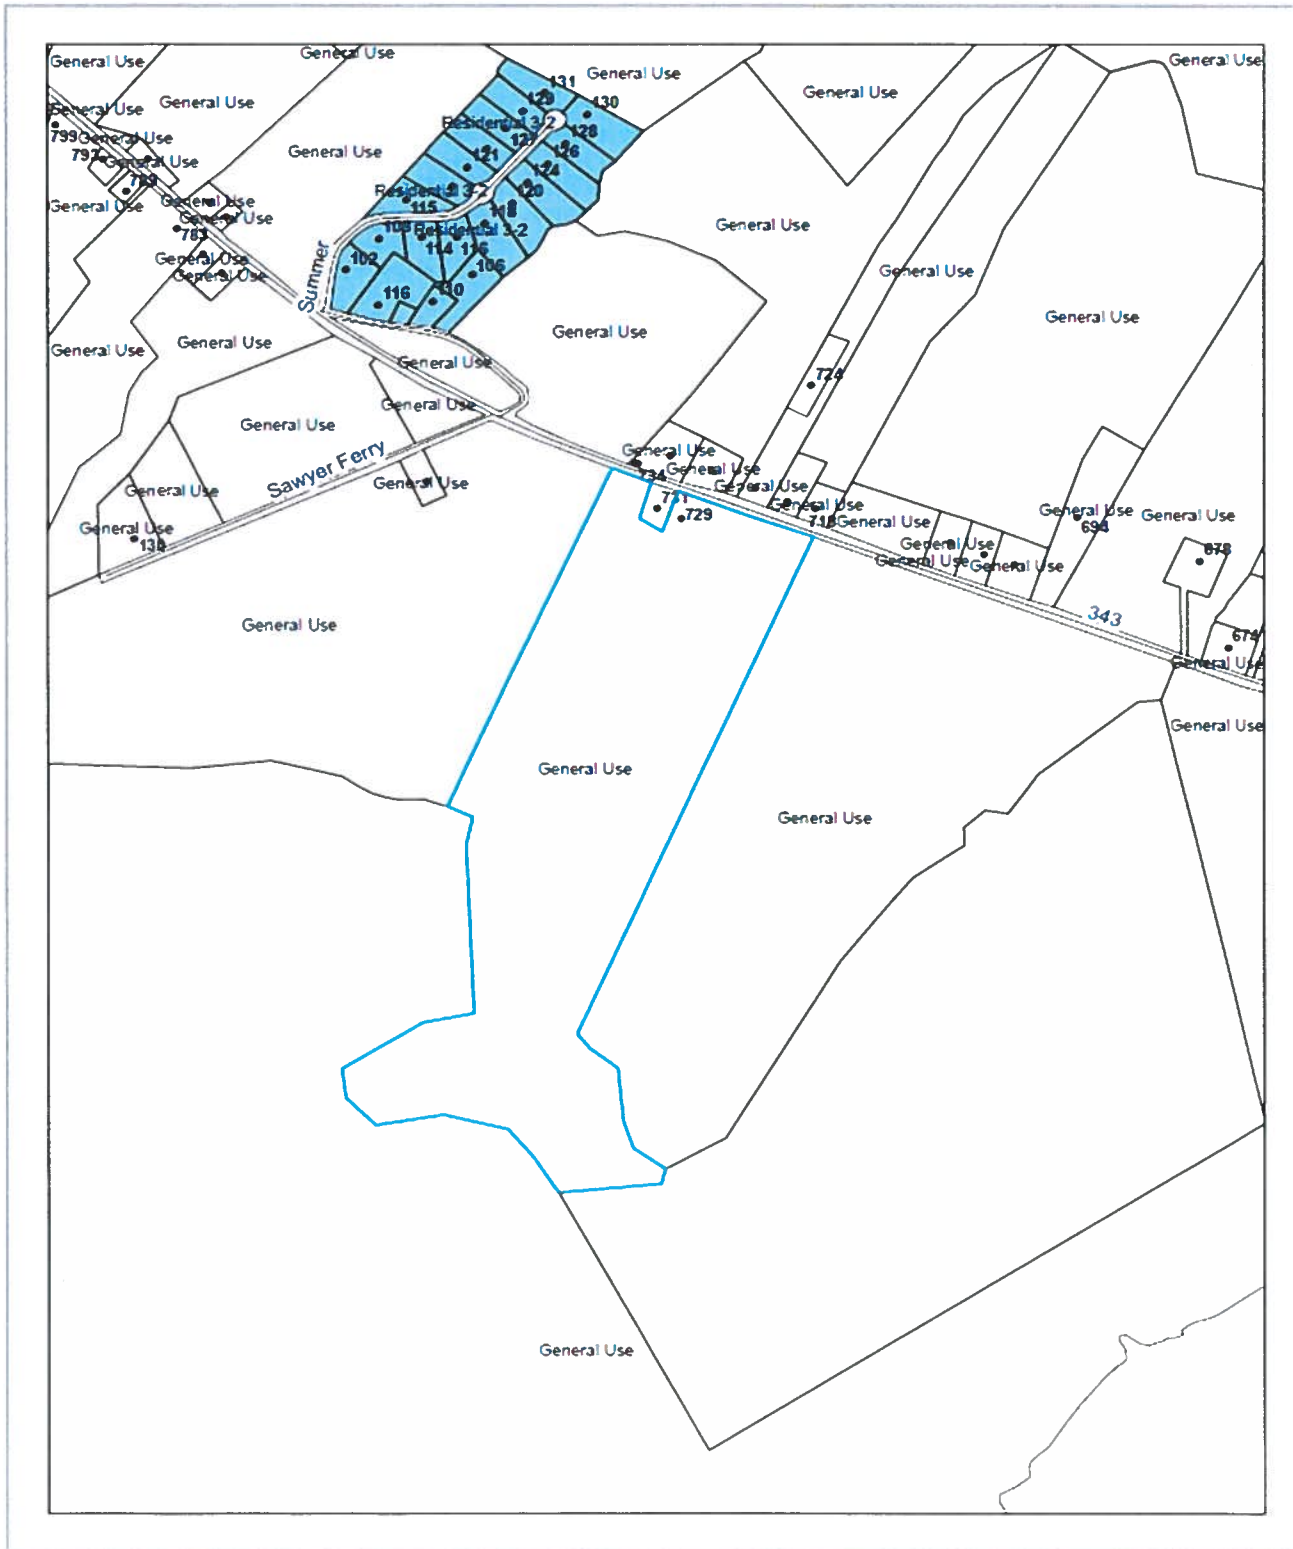 General Use
General Use
General Use
General Use
General Use
131
129
130
General Use
General Use
Residential 3-2
799
General Use
127
128
General Use
797
General Use
121
126
124
789
Residential 3-2
120
General Use
General Use
115
118
General Use
783
103
Residential 3-2
General Use
114
116
General Use
General Use
102
106
General Use
Summer
116
110
General Use
General Use
General Use
General Use
General Use
724
General Use
General Use
Sawyer Ferry
General Use
General Use
734
General Use
General Use
General Use
General Use
731
General Use
718
General Use
General Use
694
General Use
729
General Use
130
General Use
678
General Use
General Use
343
General Use
674
General Use
General Use
General Use
General Use
General Use